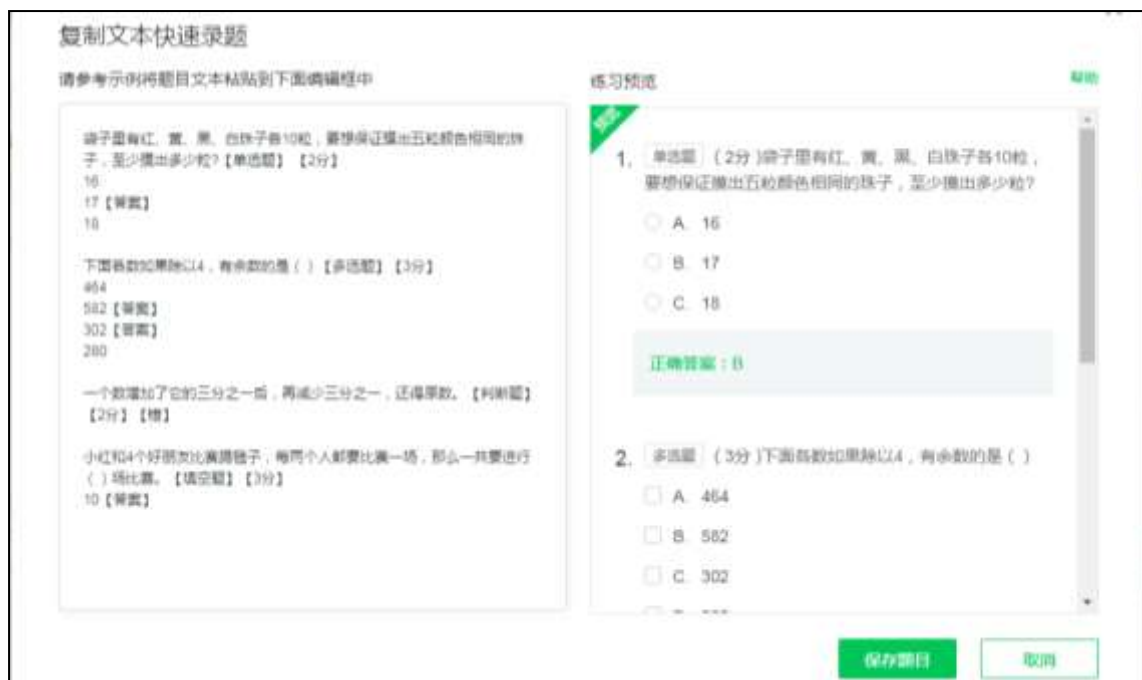 复制文本快速录题
请参考示例将题目文本粘贴到下面编辑框中
练习预览
帮助
袋子里有红、黄、黑、白珠子各10粒，要想保证摸出五粒颜色相同的珠
子，至少摸出多少粒？【单选题】【2分】
16
17【答案】
18
下面各数如果除以4，有余数的是（ ）【多选题】【3分】
464
582【答案】
302【答案】
280
一个数增加了它的三分之一后，再减少三分之一，还得原数。【判断题】
【2分】【错】
小红和4个好朋友比赛踢毽子，每两个人都要比赛一场，那么一共要进行
（ ）场比赛。【填空题】【3分】
10【答案】
预览
1. 单选题 （2分）袋子里有红、黄、黑、白珠子各10粒，
要想保证摸出五粒颜色相同的珠子，至少摸出多少粒？
A. 16
B. 17
C. 18
正确答案：B
2. 多选题 （3分）下面各数如果除以4，有余数的是（ ）
A. 464
B. 582
C. 302
保存题目
取消